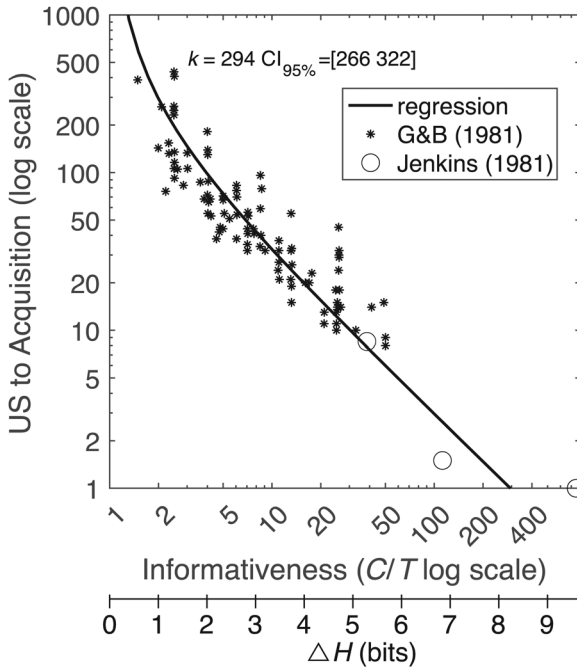 1000
500
200
100
50
20
10
5
2
1
US to Acquisition (log scale)
k = 294 CI95% =[266 322]
regression
G&B (1981)
Jenkins (1981)
1 2 5 10 20 50 100 200 400
Informativeness (C/T log scale)
0 1 2 3 4 5 6 7 8 9
△H (bits)